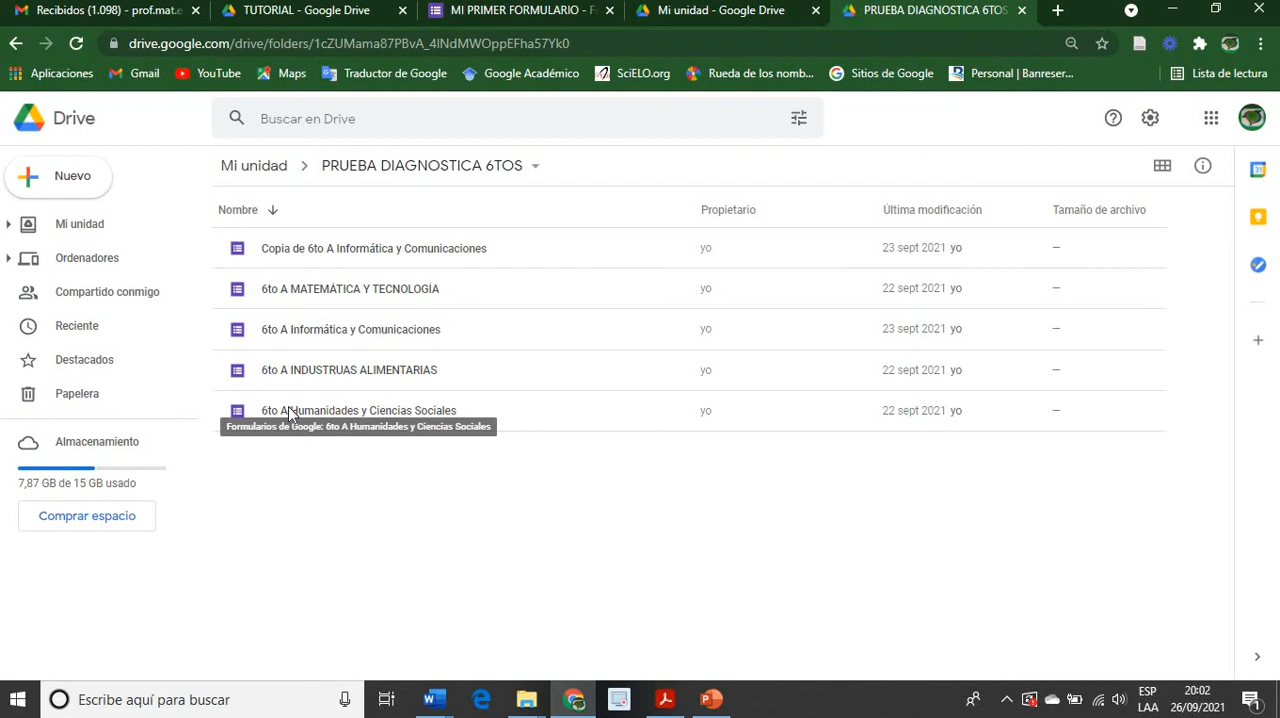 Recibidos (1.098) - prof.mat.e
TUTORIAL - Google Drive
MI PRIMER FORMULARIO - F
Mi unidad - Google Drive
PRUEBA DIAGNOSTICA 6TOS
drive.google.com/drive/folders/1cZUMama87PBvA_4lNdMWOppEFha57Yk0
Aplicaciones
Gmail
YouTube
Maps
Traductor de Google
Google Académico
SciELO.org
Rueda de los nomb...
Sitios de Google
Personal | Banreser...
Lista de lectura
Drive
Buscar en Drive
Nuevo
Mi unidad
PRUEBA DIAGNOSTICA 6TOS
Mi unidad
Ordenadores
Compartido conmigo
Reciente
Destacados
Papelera
Almacenamiento
7,87 GB de 15 GB usado
Comprar espacio
Nombre Propietario Última modificación Tamaño de archivo
Copia de 6to A Informática y Comunicaciones yo 23 sept 2021 yo —
6to A MATEMÁTICA Y TECNOLOGÍA yo 22 sept 2021 yo —
6to A Informática y Comunicaciones yo 23 sept 2021 yo —
6to A INDUSTRUAS ALIMENTARIAS yo 22 sept 2021 yo —
6to A Humanidades y Ciencias Sociales yo 22 sept 2021 yo —
Formularios de Google: 6to A Humanidades y Ciencias Sociales
31
Escribe aquí para buscar
ESP
LAA
20:02
26/09/2021
1